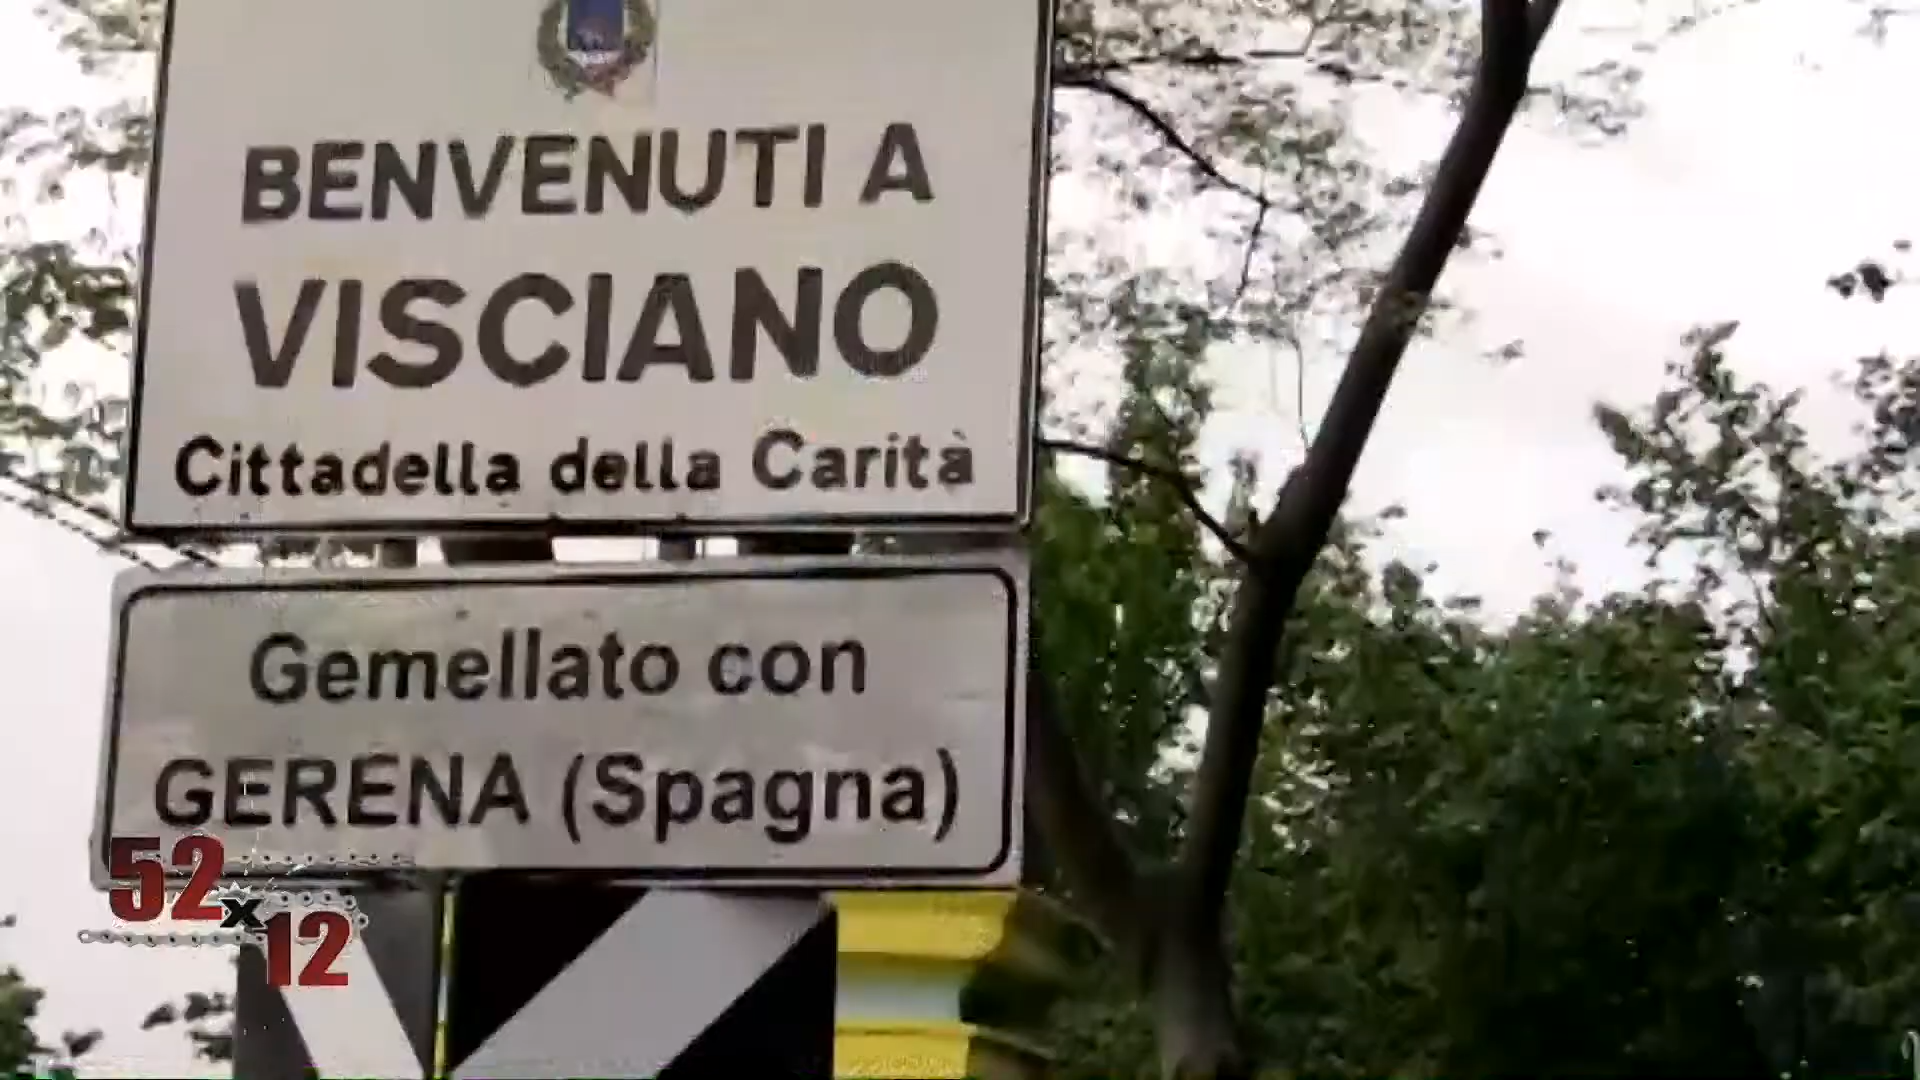 BENVENUTI A
VISCIANO
Cittadella della Carità
Gemellato con
GERENA (Spagna)
52
x
12